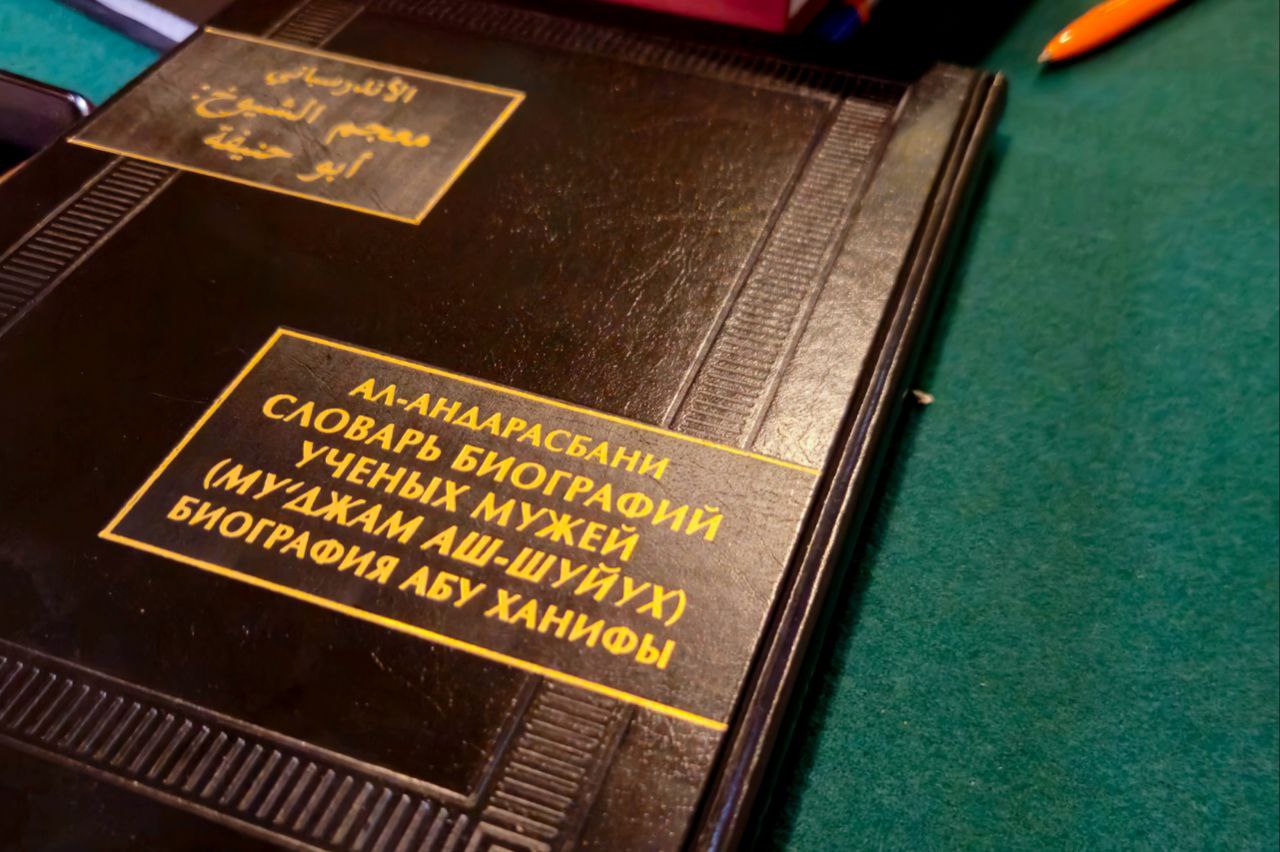 الأندرسباني
معجم الشيوخ:
أبو حنيفة
АЛ-АНДАРАСБАНИ
СЛОВАРЬ БИОГРАФИЙ
УЧЕНЫХ МУЖЕЙ
(МУ‘ДЖАМ АШ-ШУЙУХ)
БИОГРАФИЯ АБУ ХАНИФЫ